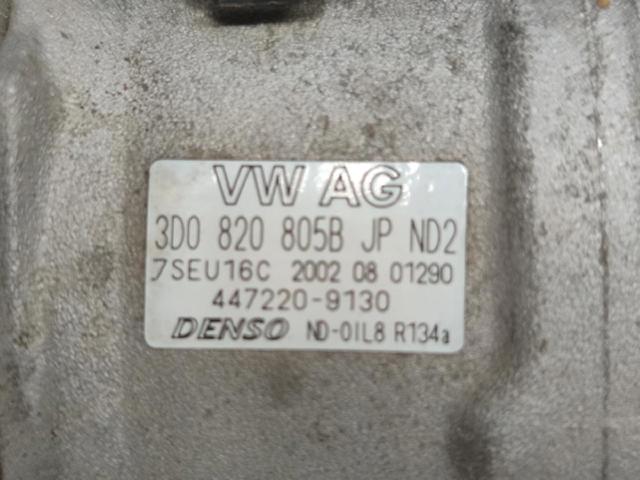 VW AG
3D0 820 805B JP ND2
7SEU16C 2002 08 01290
447220-9130
DENSO ND-OIL8 R134a